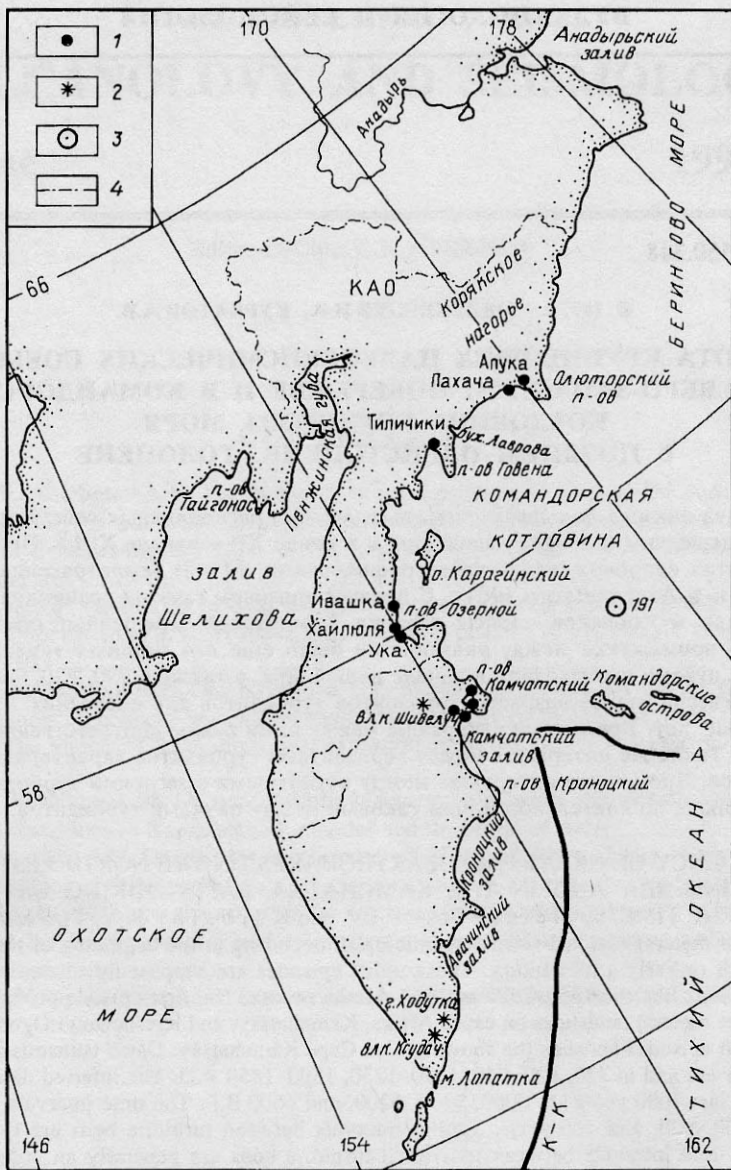 170
178
Анадырский
залив
1
2
3
4
Анадырь
БЕРИНГОВО МОРЕ
66
КАО
Корякское
нагорье
Апука
Пахача
Олюторский
п-ов
Пенжинская губа
Тиличики
бух. Лаврова
п-ов Говена
п-ов
Тайгонос
КОМАНДОРСКАЯ
КОТЛОВИНА
ЗАЛИВ
Шелихова
о. Карагинский
Ивашка
п-ов Озерной
191
Хайлюля
Ука
п-ов
Камчатский
Командорские
острова
влк. Шивелуч
Камчатский
залив
А
58
п-ов Кроноцкий
Кроноцкий
залив
ТИХИЙ ОКЕАН
Авачинский
залив
ОХОТСКОЕ
МОРЕ
г. Ходутка
влк. Ксудач
м. Лопатка
К К
146
154
162